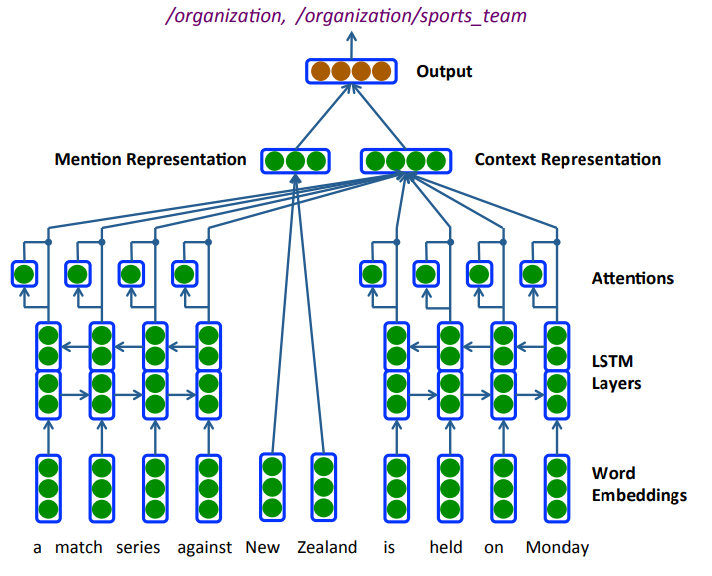 /organization, /organization/sports_team
Output
Mention Representation
Context Representation
Attentions
LSTM
Layers
Word
Embeddings
a match series against New Zealand is held on Monday